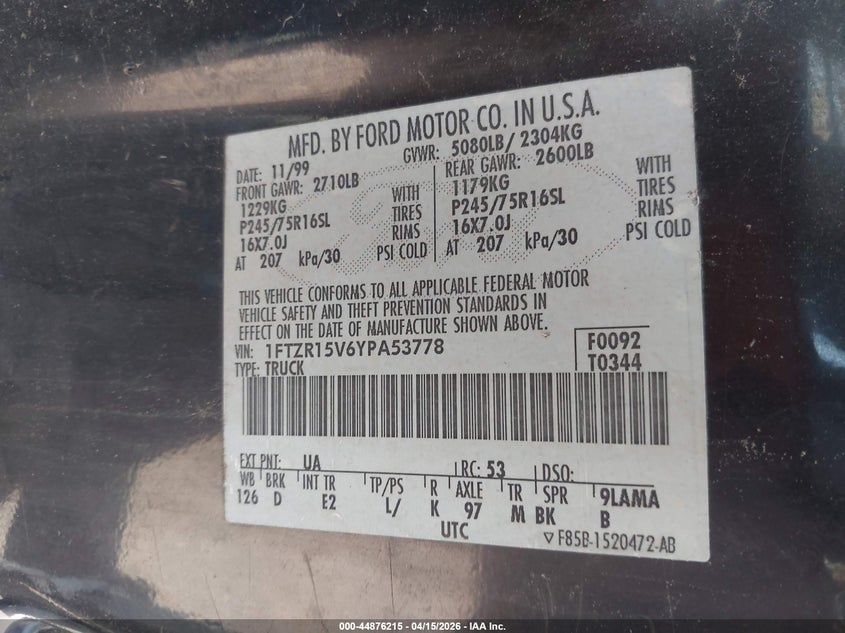 MFD. BY FORD MOTOR CO. IN U.S.A.
DATE: 11/99 GVWR: 5080LB/ 2304KG
FRONT GAWR: 2710LB REAR GAWR: 2600LB
1229KG WITH 1179KG WITH
P245/75R16SL TIRES P245/75R16SL TIRES
16X7.0J RIMS 16X7.0J RIMS
AT 207 kPa/30 PSI COLD AT 207 kPa/30 PSI COLD
THIS VEHICLE CONFORMS TO ALL APPLICABLE FEDERAL MOTOR
VEHICLE SAFETY AND THEFT PREVENTION STANDARDS IN
EFFECT ON THE DATE OF MANUFACTURE SHOWN ABOVE.
VIN: 1FTZR15V6YPA53778 F0092
TYPE: TRUCK T0344
EXT PNT: UA RC: 53 DSO:
WB BRK INT TR TP/PS R AXLE TR SPR 9LAMA
126 D E2 L/ K 97 M BK B
UTC
▽ F85B-1520472-AB
000-44876215 - 04/15/2026 - IAA Inc.